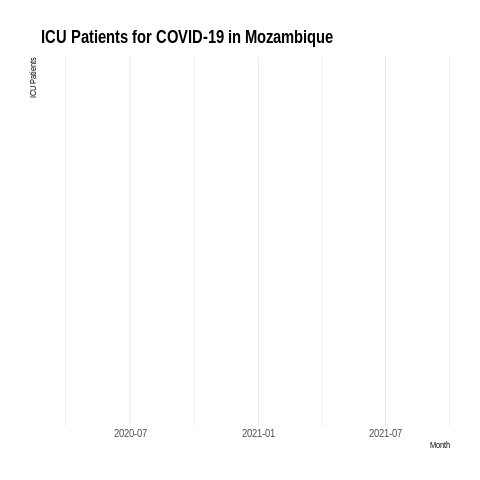 ICU Patients for COVID-19 in Mozambique
ICU Patients
2020-07
2021-01
2021-07
Month